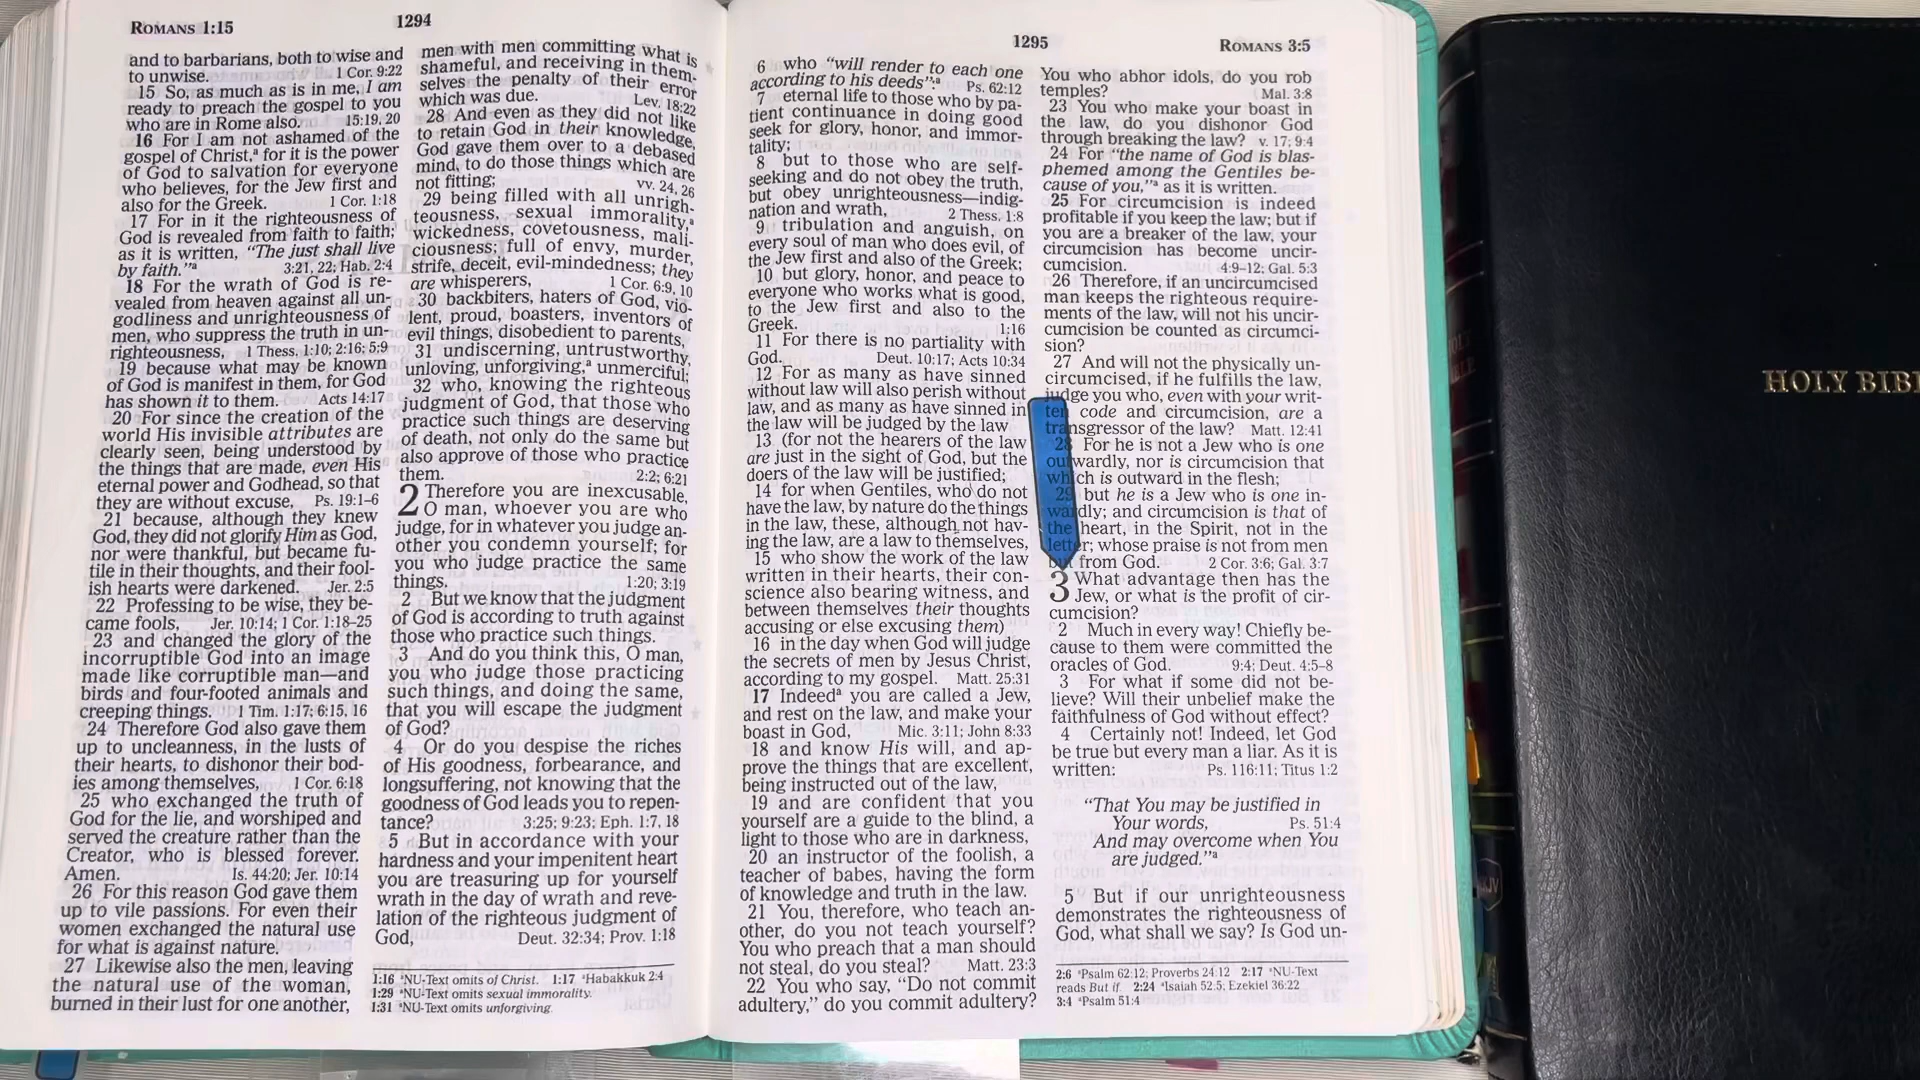 ROMANS 1:15
1294
and to barbarians, both to wise and
to unwise. 1 Cor. 9:22
15 So, as much as is in me, I am
ready to preach the gospel to you
who are in Rome also. 15:19, 20
16 For I am not ashamed of the
gospel of Christ,ª for it is the power
of God to salvation for everyone
who believes, for the Jew first and
also for the Greek. 1 Cor. 1:18
17 For in it the righteousness of
God is revealed from faith to faith;
as it is written, “The just shall live
by faith.”ª 3:21, 22; Hab. 2:4
18 For the wrath of God is re-
vealed from heaven against all un-
godliness and unrighteousness of
men, who suppress the truth in un-
righteousness, 1 Thess. 1:10; 2:16; 5:9
19 because what may be known
of God is manifest in them, for God
has shown it to them. Acts 14:17
20 For since the creation of the
world His invisible attributes are
clearly seen, being understood by
the things that are made, even His
eternal power and Godhead, so that
they are without excuse, Ps. 19:1–6
21 because, although they knew
God, they did not glorify Him as God,
nor were thankful, but became fu-
tile in their thoughts, and their fool-
ish hearts were darkened. Jer. 2:5
22 Professing to be wise, they be-
came fools, Jer. 10:14; 1 Cor. 1:18–25
23 and changed the glory of the
incorruptible God into an image
made like corruptible man—and
birds and four-footed animals and
creeping things. 1 Tim. 1:17; 6:15, 16
24 Therefore God also gave them
up to uncleanness, in the lusts of
their hearts, to dishonor their bod-
ies among themselves, 1 Cor. 6:18
25 who exchanged the truth of
God for the lie, and worshiped and
served the creature rather than the
Creator, who is blessed forever.
Amen. Is. 44:20; Jer. 10:14
26 For this reason God gave them
up to vile passions. For even their
women exchanged the natural use
for what is against nature.
27 Likewise also the men, leaving
the natural use of the woman,
burned in their lust for one another,
men with men committing what is
shameful, and receiving in them-
selves the penalty of their error
which was due. Lev. 18:22
28 And even as they did not like
to retain God in their knowledge,
God gave them over to a debased
mind, to do those things which are
not fitting; vv. 24, 26
29 being filled with all unrigh-
teousness, sexual immorality,ª
wickedness, covetousness, mali-
ciousness; full of envy, murder,
strife, deceit, evil-mindedness; they
are whisperers, 1 Cor. 6:9, 10
30 backbiters, haters of God, vio-
lent, proud, boasters, inventors of
evil things, disobedient to parents,
31 undiscerning, untrustworthy,
unloving, unforgiving,ª unmerciful;
32 who, knowing the righteous
judgment of God, that those who
practice such things are deserving
of death, not only do the same but
also approve of those who practice
them. 2:2; 6:21
2 Therefore you are inexcusable,
O man, whoever you are who
judge, for in whatever you judge an-
other you condemn yourself; for
you who judge practice the same
things. 1:20; 3:19
2 But we know that the judgment
of God is according to truth against
those who practice such things.
3 And do you think this, O man,
you who judge those practicing
such things, and doing the same,
that you will escape the judgment
of God?
4 Or do you despise the riches
of His goodness, forbearance, and
longsuffering, not knowing that the
goodness of God leads you to repen-
tance? 3:25; 9:23; Eph. 1:7, 18
5 But in accordance with your
hardness and your impenitent heart
you are treasuring up for yourself
wrath in the day of wrath and reve-
lation of the righteous judgment of
God, Deut. 32:34; Prov. 1:18
1:16 ªNU-Text omits of Christ. 1:17 ªHabakkuk 2:4
1:29 ªNU-Text omits sexual immorality.
1:31 ªNU-Text omits unforgiving.
1295
ROMANS 3:5
6 who “will render to each one
according to his deeds”:ª Ps. 62:12
7 eternal life to those who by pa-
tient continuance in doing good
seek for glory, honor, and immor-
tality;
8 but to those who are self-
seeking and do not obey the truth,
but obey unrighteousness—indig-
nation and wrath, 2 Thess. 1:8
9 tribulation and anguish, on
every soul of man who does evil, of
the Jew first and also of the Greek;
10 but glory, honor, and peace to
everyone who works what is good,
to the Jew first and also to the
Greek. 1:16
11 For there is no partiality with
God. Deut. 10:17; Acts 10:34
12 For as many as have sinned
without law will also perish without
law, and as many as have sinned in
the law will be judged by the law
13 (for not the hearers of the law
are just in the sight of God, but the
doers of the law will be justified;
14 for when Gentiles, who do not
have the law, by nature do the things
in the law, these, although not hav-
ing the law, are a law to themselves,
15 who show the work of the law
written in their hearts, their con-
science also bearing witness, and
between themselves their thoughts
accusing or else excusing them)
16 in the day when God will judge
the secrets of men by Jesus Christ,
according to my gospel. Matt. 25:31
17 Indeedª you are called a Jew,
and rest on the law, and make your
boast in God, Mic. 3:11; John 8:33
18 and know His will, and ap-
prove the things that are excellent,
being instructed out of the law,
19 and are confident that you
yourself are a guide to the blind, a
light to those who are in darkness,
20 an instructor of the foolish, a
teacher of babes, having the form
of knowledge and truth in the law.
21 You, therefore, who teach an-
other, do you not teach yourself?
You who preach that a man should
not steal, do you steal? Matt. 23:3
22 You who say, “Do not commit
adultery,” do you commit adultery?
You who abhor idols, do you rob
temples? Mal. 3:8
23 You who make your boast in
the law, do you dishonor God
through breaking the law? v. 17; 9:4
24 For “the name of God is blas-
phemed among the Gentiles be-
cause of you,”ª as it is written.
25 For circumcision is indeed
profitable if you keep the law; but if
you are a breaker of the law, your
circumcision has become uncir-
cumcision. 4:9–12; Gal. 5:3
26 Therefore, if an uncircumcised
man keeps the righteous require-
ments of the law, will not his uncir-
cumcision be counted as circumci-
sion?
27 And will not the physically un-
circumcised, if he fulfills the law,
judge you who, even with your writ-
ten code and circumcision, are a
transgressor of the law? Matt. 12:41
28 For he is not a Jew who is one
outwardly, nor is circumcision that
which is outward in the flesh;
29 but he is a Jew who is one in-
wardly; and circumcision is that of
the heart, in the Spirit, not in the
letter; whose praise is not from men
but from God. 2 Cor. 3:6; Gal. 3:7
3 What advantage then has the
Jew, or what is the profit of cir-
cumcision?
2 Much in every way! Chiefly be-
cause to them were committed the
oracles of God. 9:4; Deut. 4:5–8
3 For what if some did not be-
lieve? Will their unbelief make the
faithfulness of God without effect?
4 Certainly not! Indeed, let God
be true but every man a liar. As it is
written: Ps. 116:11; Titus 1:2
“That You may be justified in
Your words, Ps. 51:4
And may overcome when You
are judged.”ª
5 But if our unrighteousness
demonstrates the righteousness of
God, what shall we say? Is God un-
2:6 ªPsalm 62:12; Proverbs 24:12 2:17 ªNU-Text
reads But if. 2:24 ªIsaiah 52:5; Ezekiel 36:22
3:4 ªPsalm 51:4
HOLY BIB